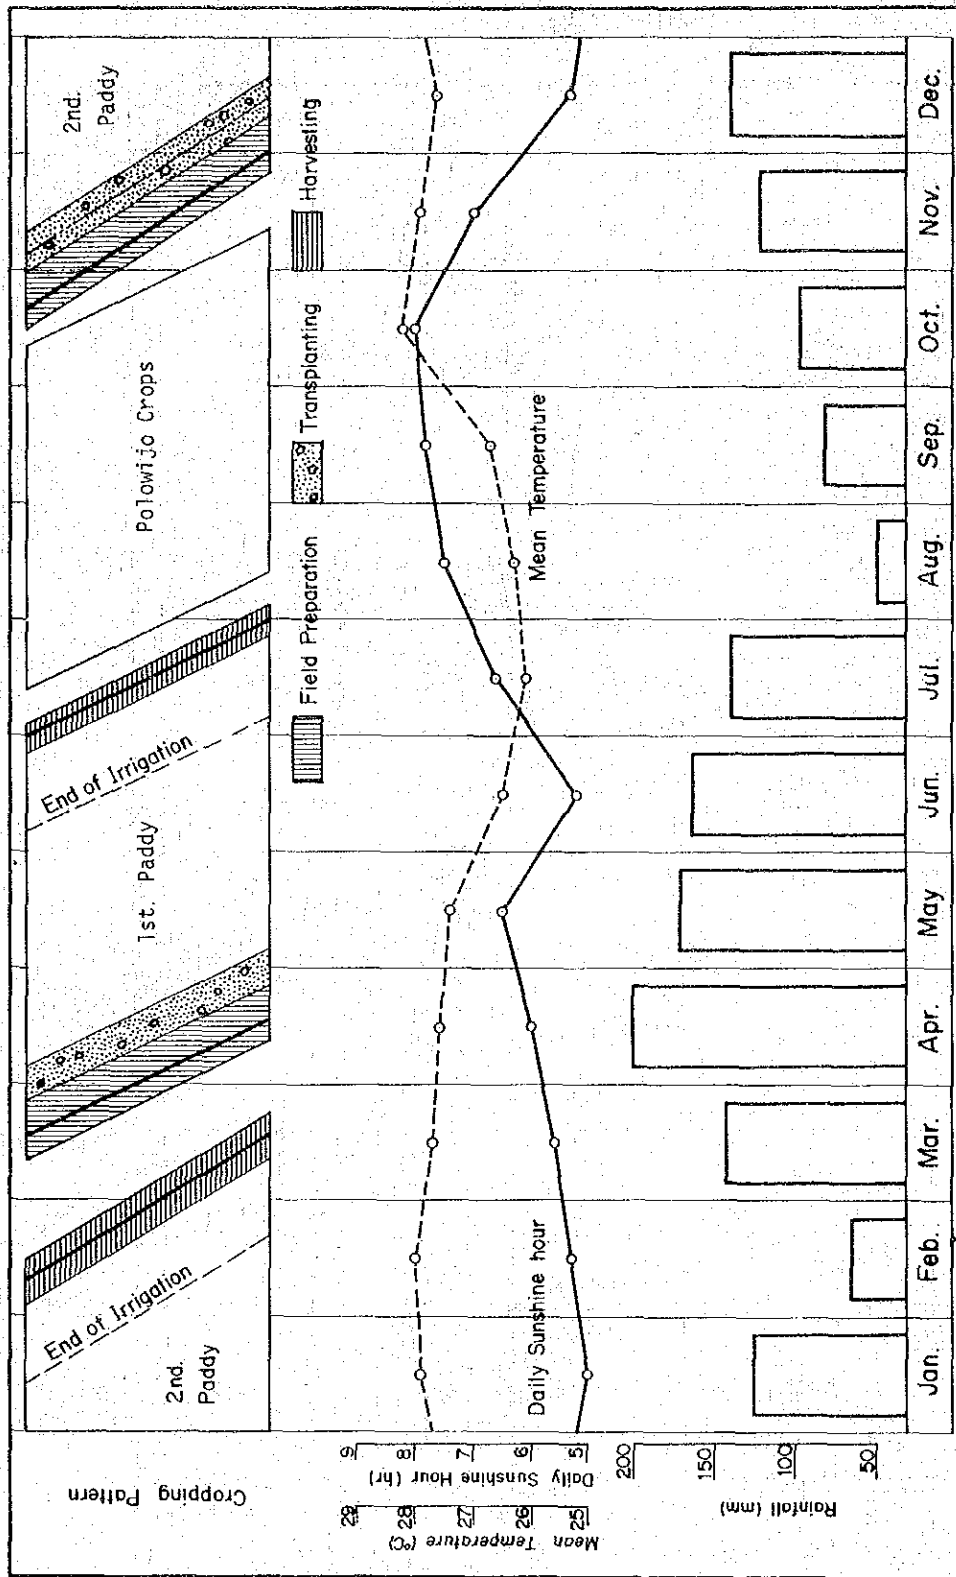 Cropping Pattern
2nd.
Paddy
End of Irrigation
1st. Paddy
End of Irrigation
Polowijo Crops
2nd.
Paddy
Field Preparation
Transplanting
Harvesting
Mean Temperature (°C)
29
28
27
26
25
Daily Sunshine Hour (hr)
9
8
7
6
5
Daily Sunshine hour
Mean Temperature
Rainfall (mm)
200
150
100
50
Jan.
Feb.
Mar.
Apr.
May
Jun.
Jul.
Aug.
Sep.
Oct.
Nov.
Dec.